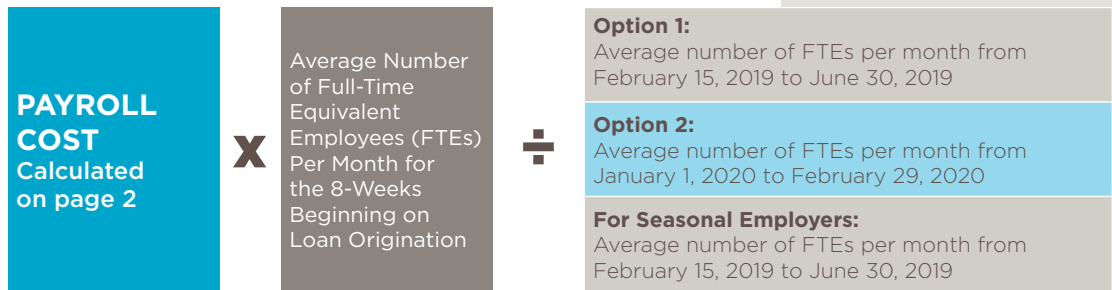 PAYROLL
COST
Calculated
on page 2
x
Average Number
of Full-Time
Equivalent
Employees (FTEs)
Per Month for
the 8-Weeks
Beginning on
Loan Origination
÷
Option 1:
Average number of FTEs per month from
February 15, 2019 to June 30, 2019
Option 2:
Average number of FTEs per month from
January 1, 2020 to February 29, 2020
For Seasonal Employers:
Average number of FTEs per month from
February 15, 2019 to June 30, 2019